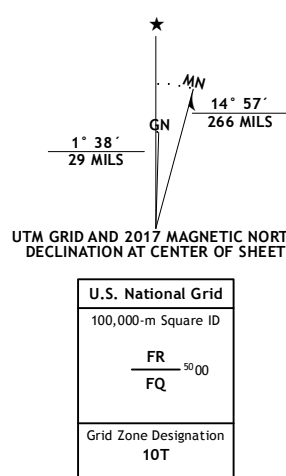 ★
MN
GN
1° 38´
29 MILS
14° 57´
266 MILS
UTM GRID AND 2017 MAGNETIC NORT
DECLINATION AT CENTER OF SHEET
U.S. National Grid
100,000-m Square ID
FR
5000
FQ
Grid Zone Designation
10T